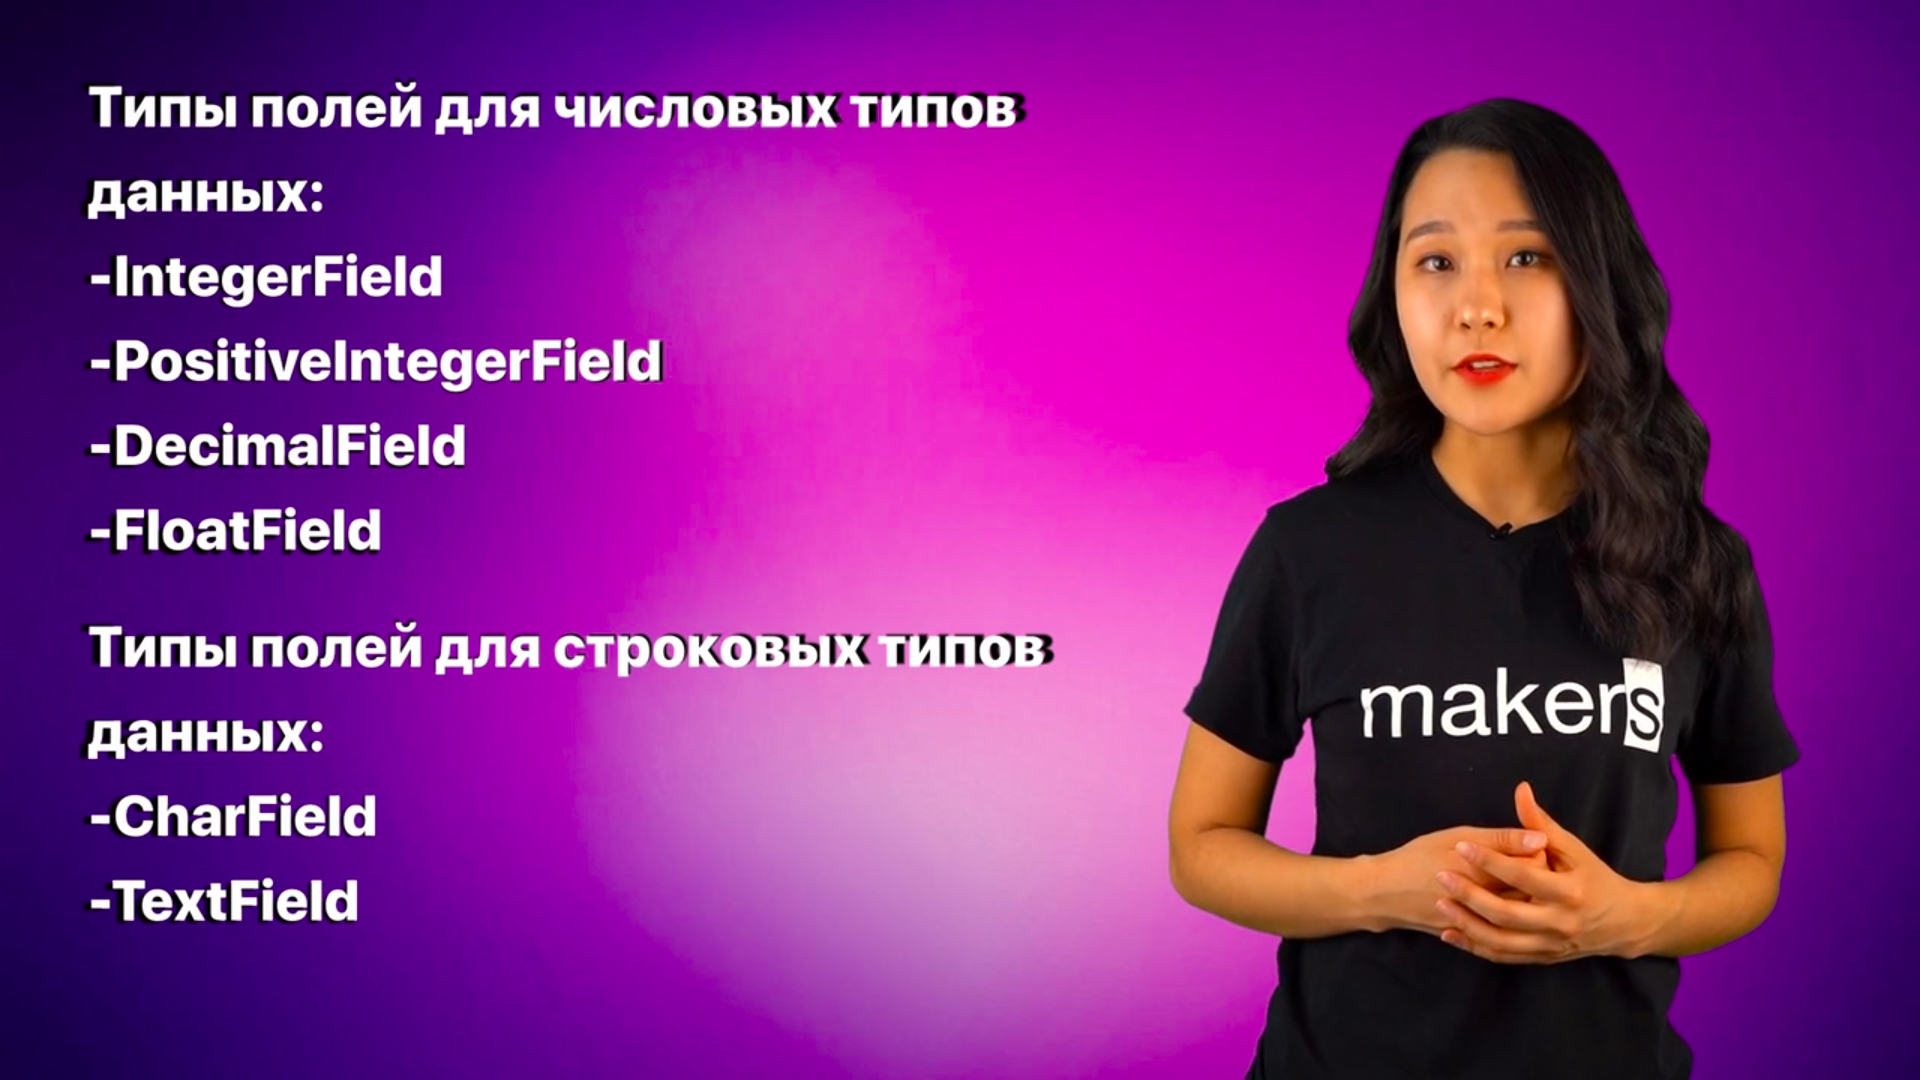 Типы полей для числовых типов
данных:
-IntegerField
-PositiveIntegerField
-DecimalField
-FloatField
Типы полей для строковых типов
данных:
-CharField
-TextField
makers